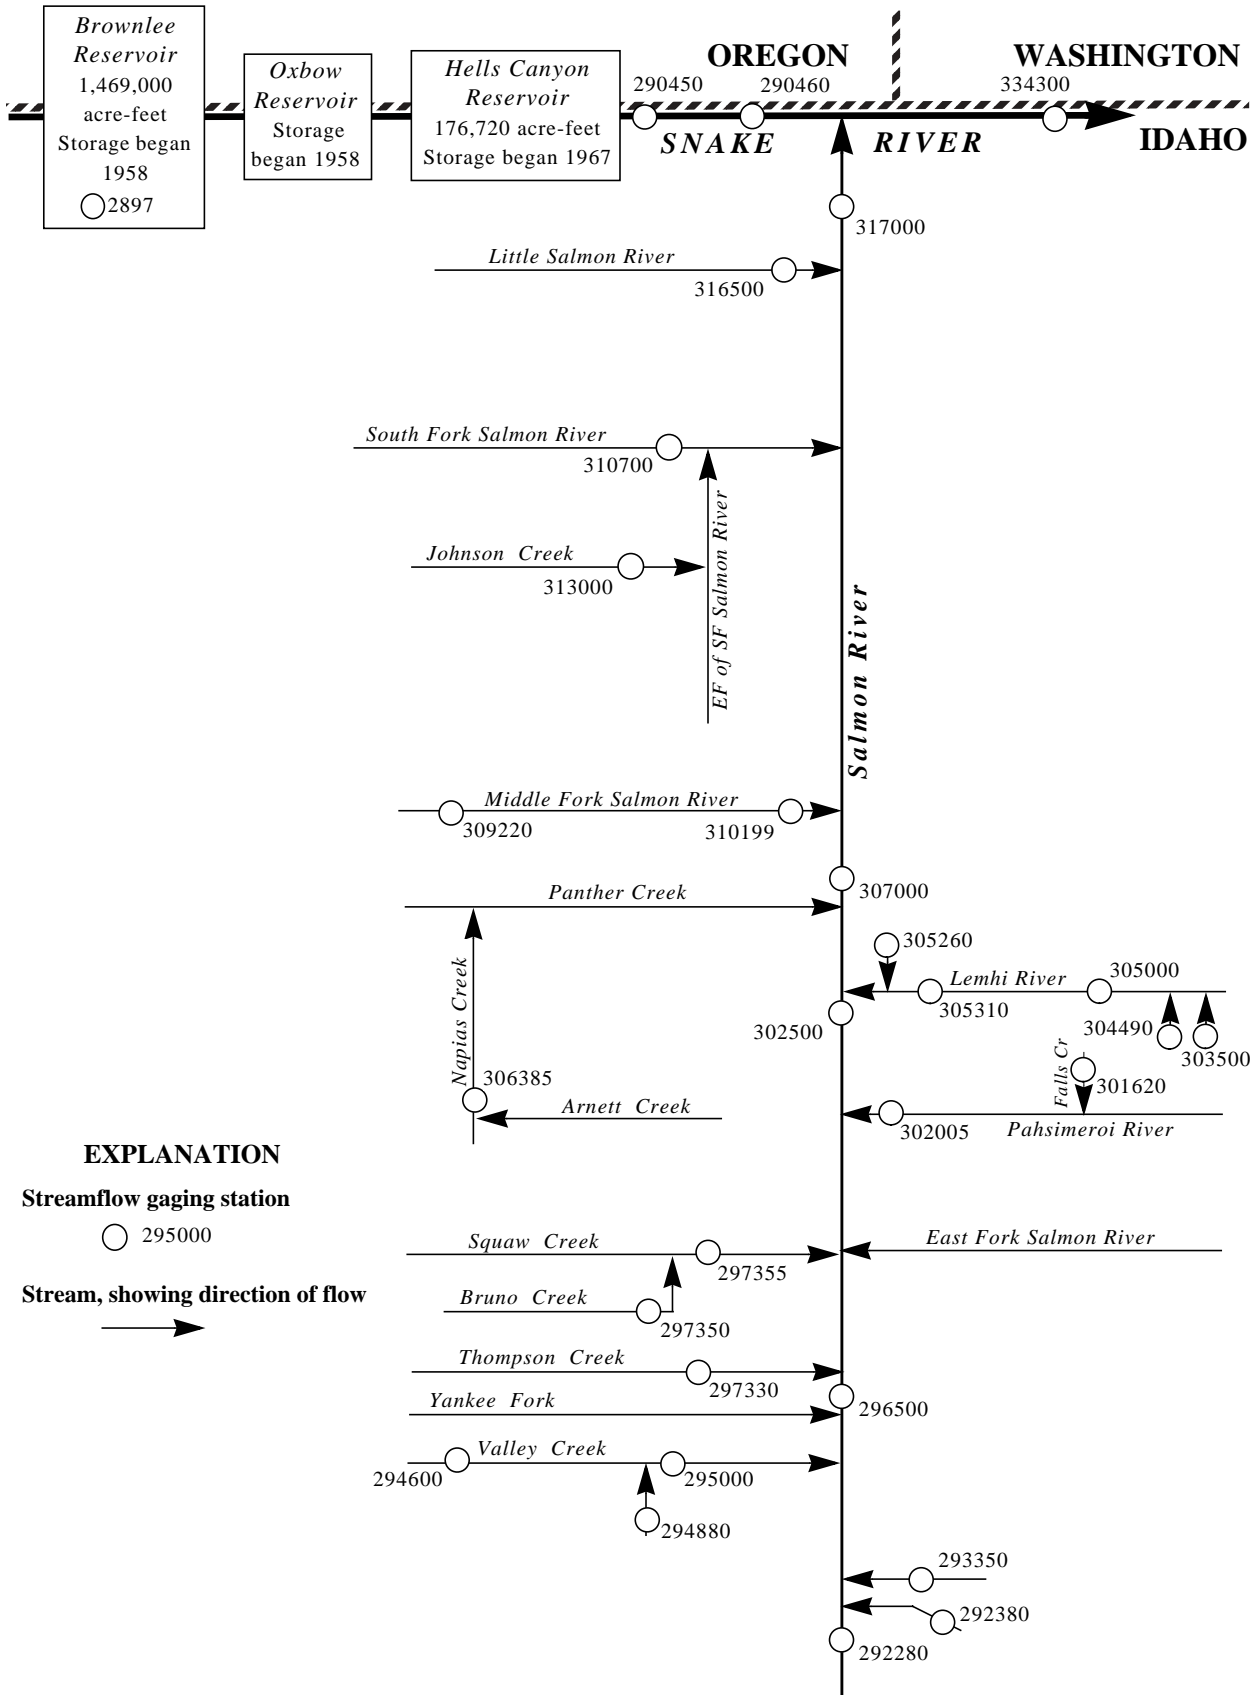 Brownlee
Reservoir
1,469,000
acre-feet
Storage began
1958
2897
Oxbow
Reservoir
Storage
began 1958
Hells Canyon
Reservoir
176,720 acre-feet
Storage began 1967
OREGON
WASHINGTON
290450
290460
334300
SNAKE RIVER
IDAHO
317000
Little Salmon River
316500
South Fork Salmon River
310700
Johnson Creek
313000
EF of SF Salmon River
Salmon River
Middle Fork Salmon River
309220
310199
307000
Panther Creek
305260
Lemhi River
305000
305310
302500
304490
303500
Napias Creek
306385
Arnett Creek
Falls Cr
301620
302005
Pahsimeroi River
EXPLANATION
Streamflow gaging station
295000
Stream, showing direction of flow
Squaw Creek
297355
East Fork Salmon River
Bruno Creek
297350
Thompson Creek
297330
296500
Yankee Fork
Valley Creek
294600
295000
294880
293350
292380
292280